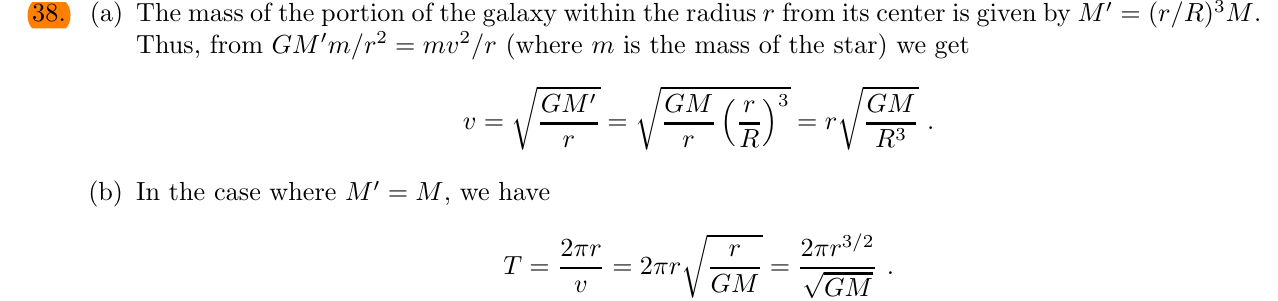 38. (a) The mass of the portion of the galaxy within the radius r from its center is given by M′ = (r/R)³M.
Thus, from GM′m/r² = mv²/r (where m is the mass of the star) we get
v = √(GM′/r) = √(GM/r (r/R)³) = r√(GM/R³) .
(b) In the case where M′ = M, we have
T = 2πr/v = 2πr√(r/GM) = 2πr^{3/2}/√GM .